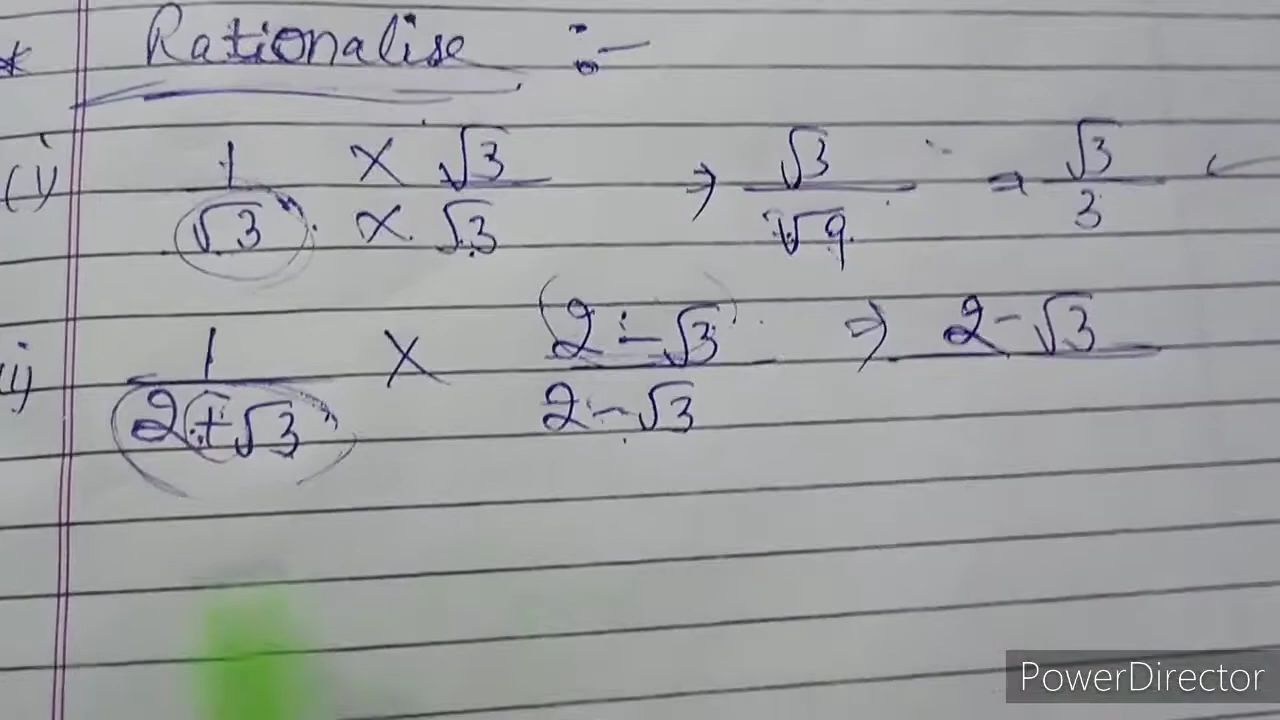 * Rationalise :-
(i) 1/√3 × √3/√3 ⇒ √3/√9 ⇒ √3/3
ii) 1/(2+√3) × (2-√3)/(2-√3) ⇒ 2-√3
PowerDirector